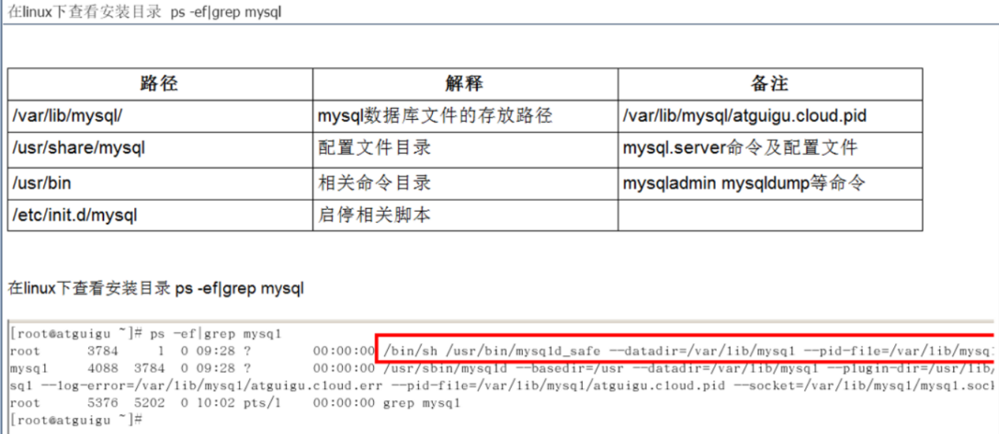 在linux下查看安装目录 ps -ef|grep mysql
路径 解释 备注
/var/lib/mysql/ mysql数据库文件的存放路径 /var/lib/mysql/atguigu.cloud.pid
/usr/share/mysql 配置文件目录 mysql.server命令及配置文件
/usr/bin 相关命令目录 mysqladmin mysqldump等命令
/etc/init.d/mysql 启停相关脚本
在linux下查看安装目录 ps -ef|grep mysql
[root@atguigu ~]# ps -ef|grep mysql
root 3784 1 0 09:28 ? 00:00:00 /bin/sh /usr/bin/mysqld_safe --datadir=/var/lib/mysql --pid-file=/var/lib/mysql
mysql 4088 3784 0 09:28 ? 00:00:00 /usr/sbin/mysqld --basedir=/usr --datadir=/var/lib/mysql --plugin-dir=/usr/lib/
sql --log-error=/var/lib/mysql/atguigu.cloud.err --pid-file=/var/lib/mysql/atguigu.cloud.pid --socket=/var/lib/mysql/mysql.sock
root 5376 5202 0 10:02 pts/1 00:00:00 grep mysql
[root@atguigu ~]#